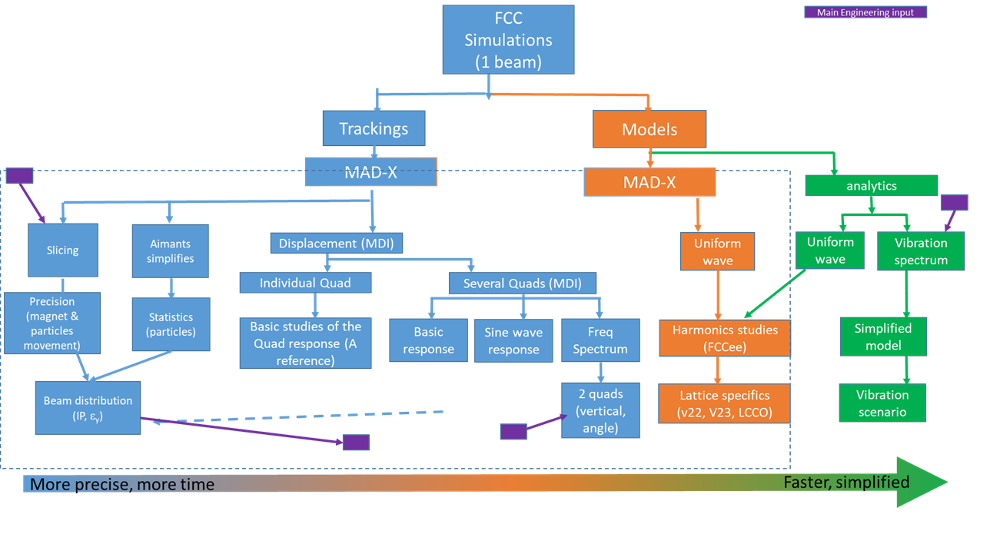 FCC
Simulations
(1 beam)
Main Engineering input
Trackings
Models
MAD-X
MAD-X
analytics
Slicing
Aimants
simplifies
Displacement (MDI)
Uniform
wave
Uniform
wave
Vibration
spectrum
Individual Quad
Several Quads (MDI)
Precision
(magnet &
particles
movement)
Statistics
(particles)
Basic studies of the
Quad response (A
reference)
Basic
response
Sine wave
response
Freq
Spectrum
Harmonics studies
(FCCee)
Simplified
model
Beam distribution
(IP, εγ)
2 quads
(vertical,
angle)
Lattice specifics
(v22, V23, LCCO)
Vibration
scenario
More precise, more time
Faster, simplified